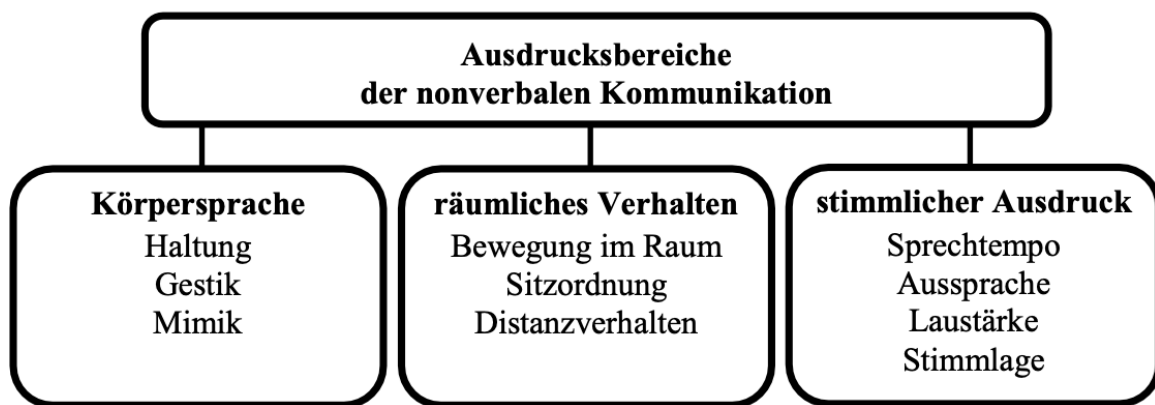 Ausdrucksbereiche
der nonverbalen Kommunikation
Körpersprache
Haltung
Gestik
Mimik
räumliches Verhalten
Bewegung im Raum
Sitzordnung
Distanzverhalten
stimmlicher Ausdruck
Sprechtempo
Aussprache
Laustärke
Stimmlage